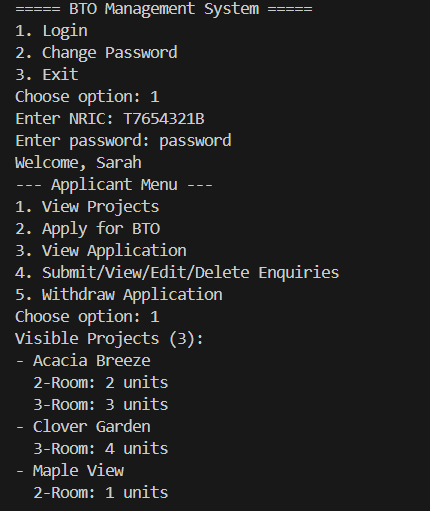 ===== BTO Management System =====
1. Login
2. Change Password
3. Exit
Choose option: 1
Enter NRIC: T7654321B
Enter password: password
Welcome, Sarah
--- Applicant Menu ---
1. View Projects
2. Apply for BTO
3. View Application
4. Submit/View/Edit/Delete Enquiries
5. Withdraw Application
Choose option: 1
Visible Projects (3):
- Acacia Breeze
  2-Room: 2 units
  3-Room: 3 units
- Clover Garden
  3-Room: 4 units
- Maple View
  2-Room: 1 units